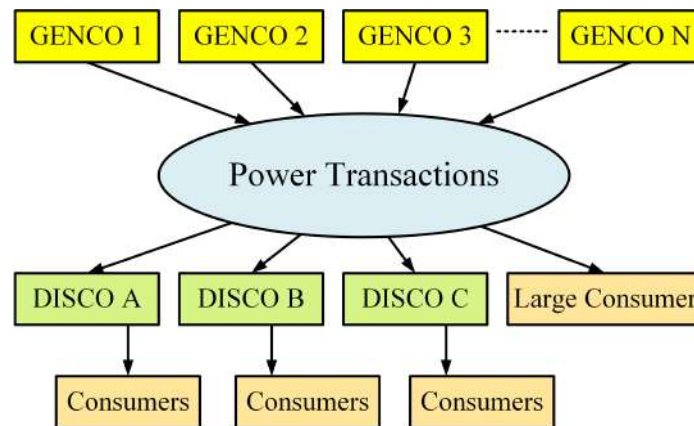 GENCO 1
GENCO 2
GENCO 3
GENCO N
Power Transactions
DISCO A
DISCO B
DISCO C
Large Consumer
Consumers
Consumers
Consumers